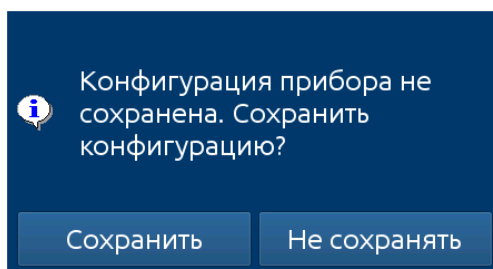 Конфигурация прибора не
сохранена. Сохранить
конфигурацию?
Сохранить
Не сохранять